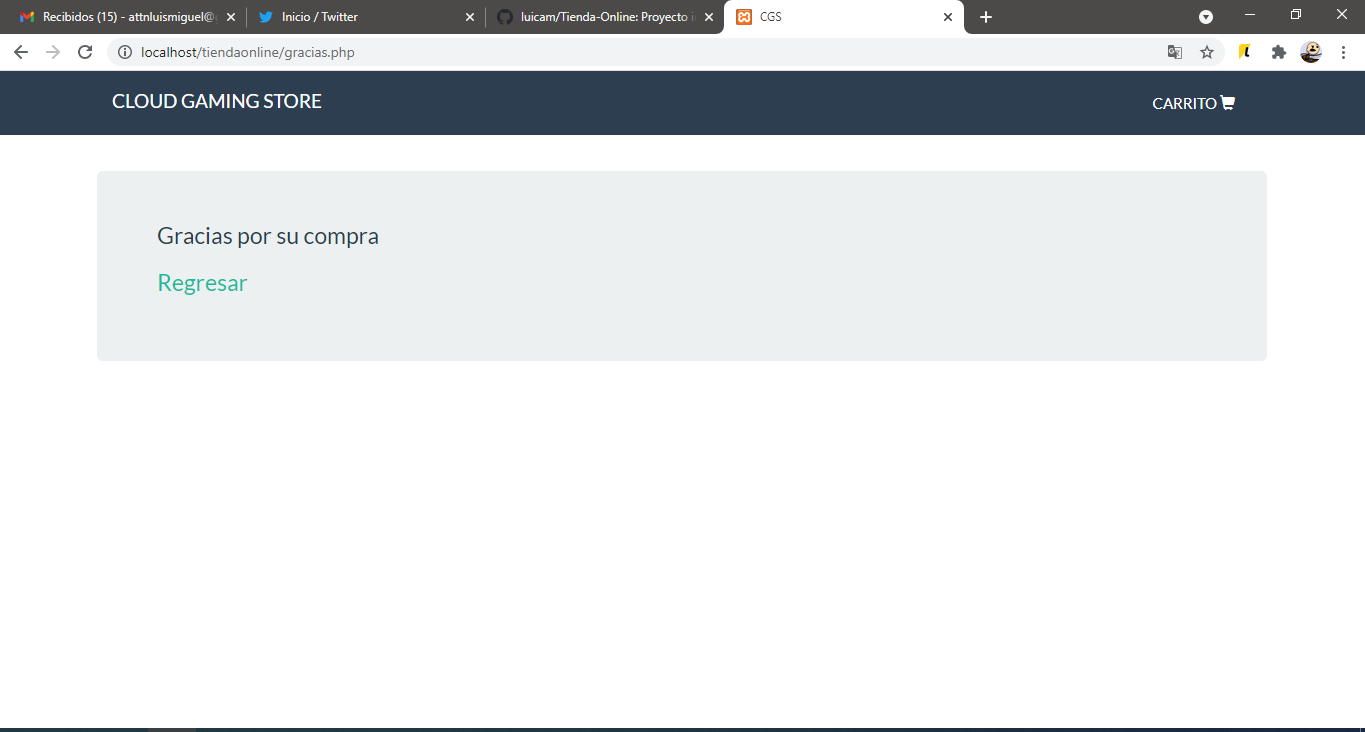 Recibidos (15) - attnluismiguel@
Inicio / Twitter
luicam/Tienda-Online: Proyecto i
CGS
localhost/tiendaonline/gracias.php
CLOUD GAMING STORE
CARRITO
Gracias por su compra
Regresar